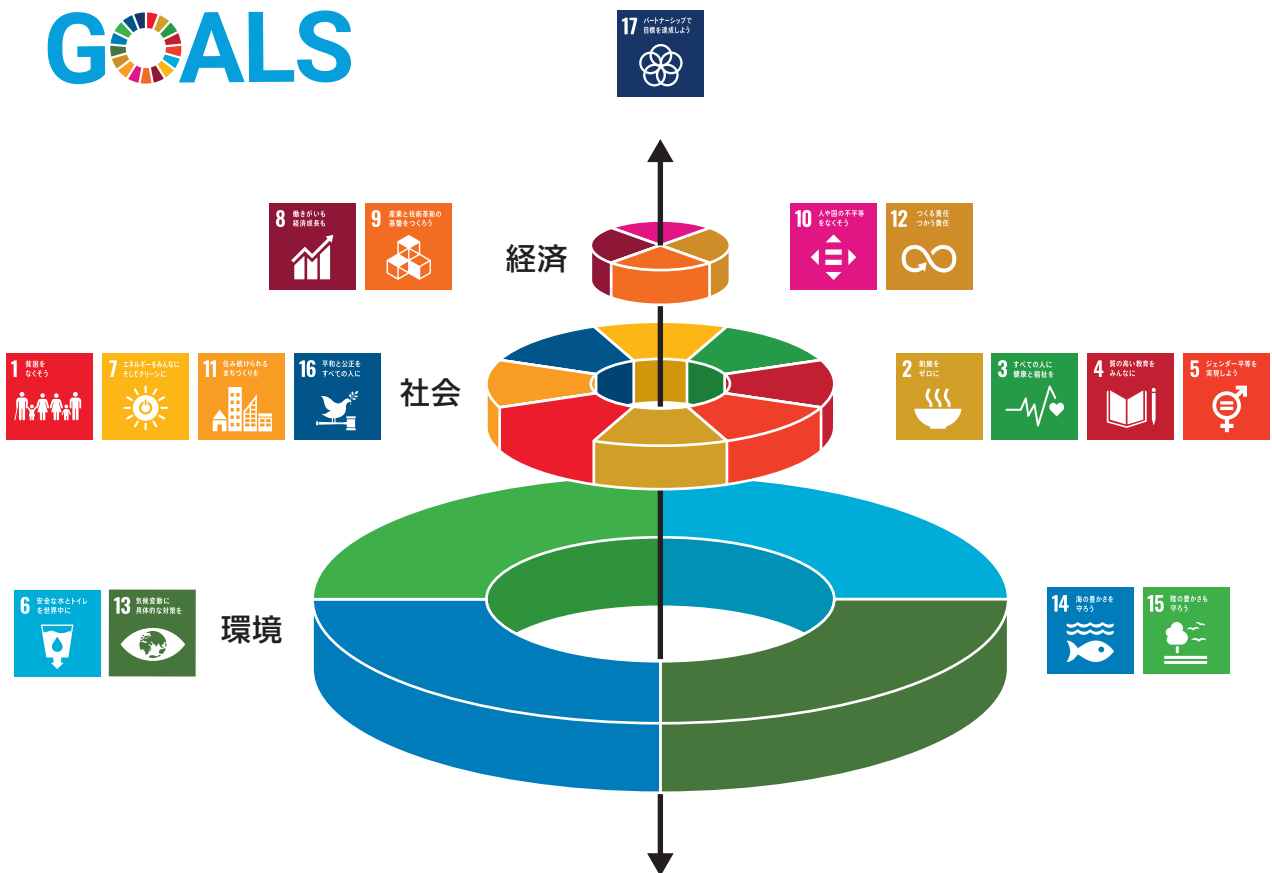 GOALS
17 パートナーシップで
目標を達成しよう
8 働きがいも
経済成長も
9 産業と技術革新の
基盤をつくろう
経済
10 人や国の不平等
をなくそう
12 つくる責任
つかう責任
1 貧困を
なくそう
7 エネルギーをみんなに
そしてクリーンに
11 住み続けられる
まちづくりを
16 平和と公正を
すべての人に
社会
2 飢餓を
ゼロに
3 すべての人に
健康と福祉を
4 質の高い教育を
みんなに
5 ジェンダー平等を
実現しよう
6 安全な水とトイレ
を世界中に
13 気候変動に
具体的な対策を
環境
14 海の豊かさを
守ろう
15 陸の豊かさも
守ろう